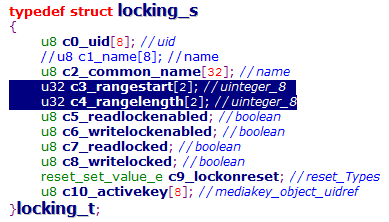 typedef struct locking_s
{
u8 c0_uid[8]; //uid
//u8 c1_name[8]; //name
u8 c2_common_name[32]; //name
u32 c3_rangestart[2]; //uinteger_8
u32 c4_rangelength[2]; //uinteger_8
u8 c5_readlockenabled; //boolean
u8 c6_writelockenabled; //boolean
u8 c7_readlocked; //boolean
u8 c8_writelocked; //boolean
reset_set_value_e c9_lockonreset; //reset_Types
u8 c10_activekey[8]; //mediakey_object_uidref
}locking_t;